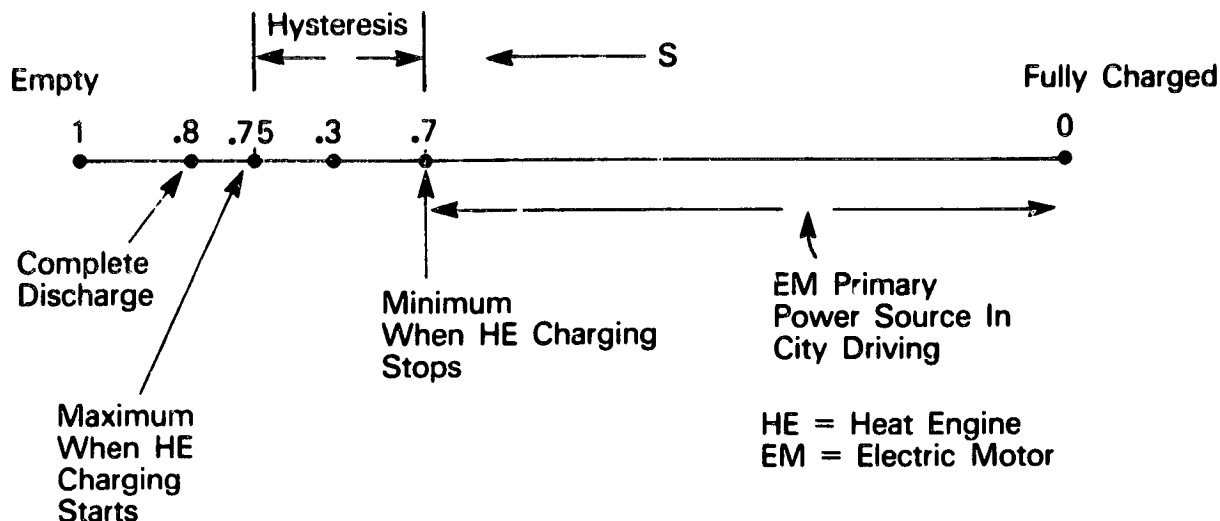 Hysteresis
S
Empty
Fully Charged
1 .8 .75 .3 .7 0
Complete
Discharge
Minimum
When HE Charging
Stops
EM Primary
Power Source In
City Driving
Maximum
When HE
Charging
Starts
HE = Heat Engine
EM = Electric Motor